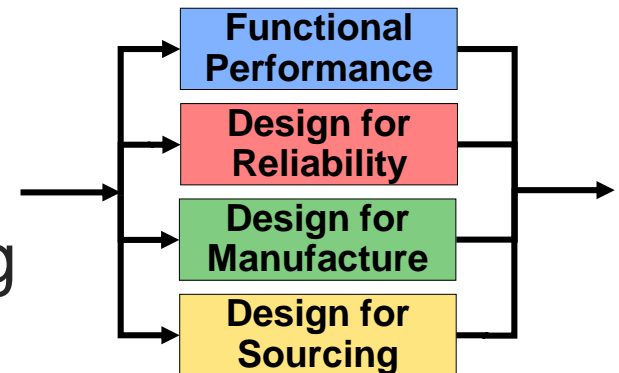 Functional
Performance
Design for
Reliability
Design for
Manufacture
g
Design for
Sourcing